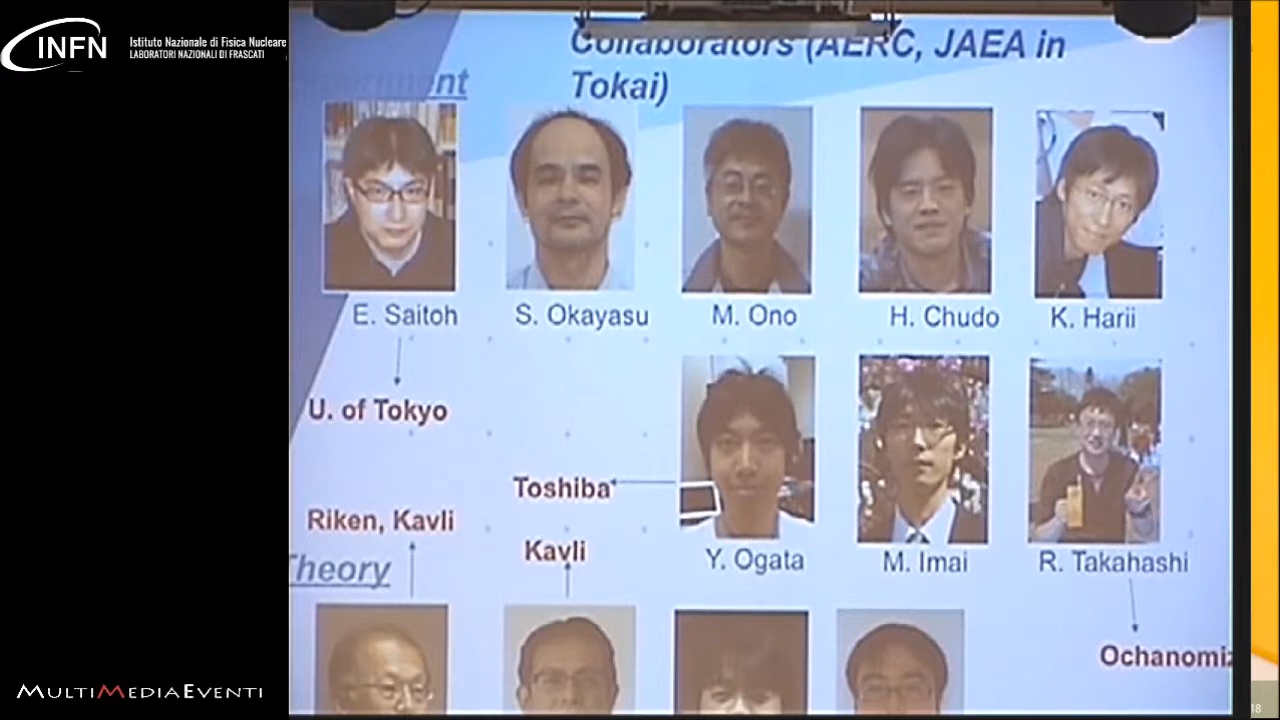 INFN
Istituto Nazionale di Fisica Nucleare
LABORATORI NAZIONALI DI FRASCATI
Collaborators (AERC, JAEA in
Tokai)
E. Saitoh
S. Okayasu
M. Ono
H. Chudo
K. Harii
U. of Tokyo
Toshiba
Riken, Kavli
Kavli
Y. Ogata
M. Imai
R. Takahashi
Theory
Ochanomiz
MULTIMEDIAEVENTI
18